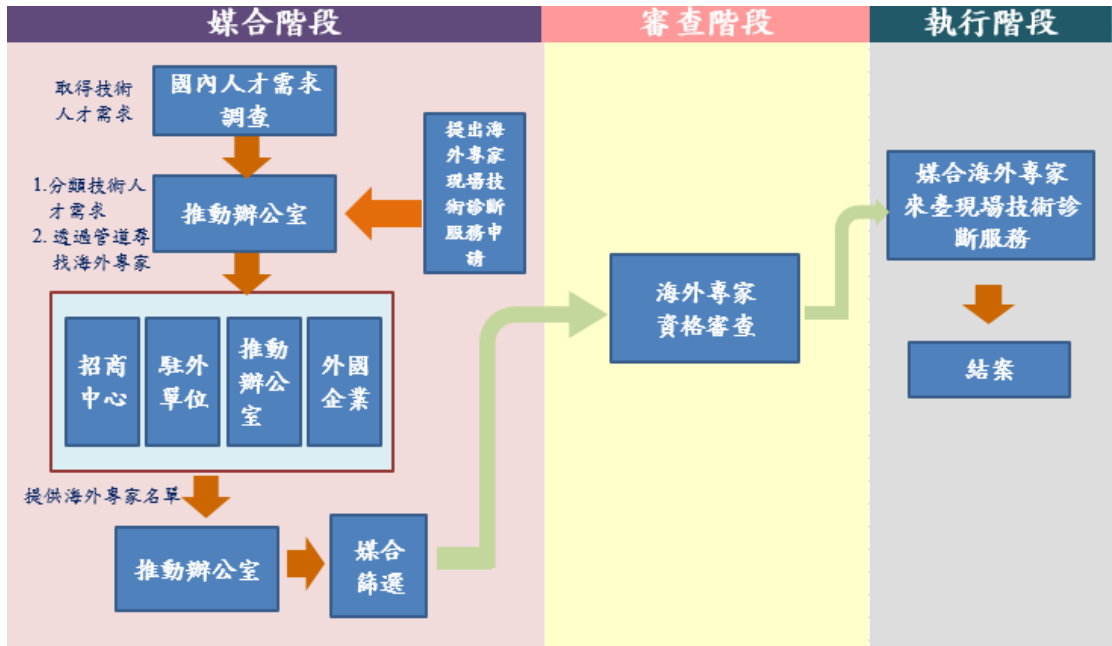 媒合階段
審查階段
執行階段
取得技術
人才需求
國內人才需求
調查
提出海
外專家
現場技
術診斷
服務申
請
1.分類技術人
才需求
2. 透過管道尋
找海外專家
推動辦公室
招商
中心
駐外
單位
推動
辦公
室
外國
企業
提供海外專家名單
推動辦公室
媒合
篩選
海外專家
資格審查
媒合海外專家
來臺現場技術診
斷服務
結案